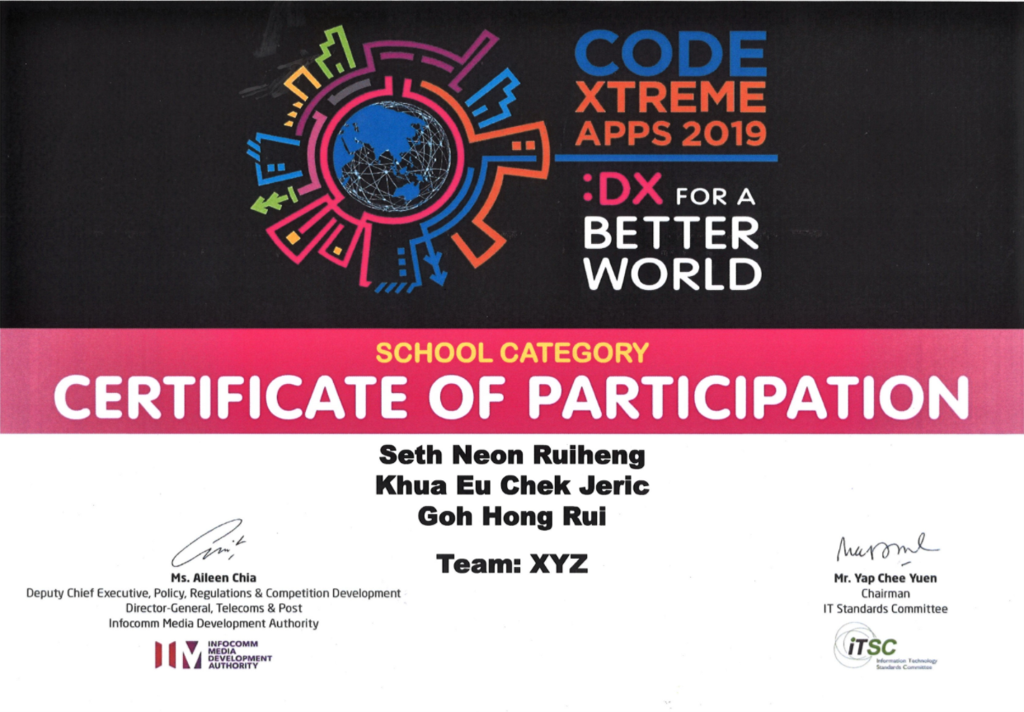 CODE
XTREME
APPS 2019
:DX FOR A
BETTER
WORLD
SCHOOL CATEGORY
CERTIFICATE OF PARTICIPATION
Seth Neon Ruiheng
Khua Eu Chek Jeric
Goh Hong Rui
Team: XYZ
Ms. Aileen Chia
Deputy Chief Executive, Policy, Regulations & Competition Development
Director-General, Telecoms & Post
Infocomm Media Development Authority
INFOCOMM
MEDIA
DEVELOPMENT
AUTHORITY
Mr. Yap Chee Yuen
Chairman
IT Standards Committee
iTSC
Information Technology
Standards Committee